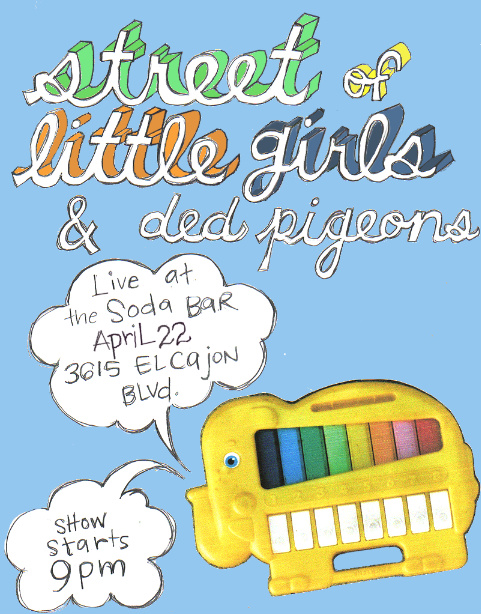 street of
little girls
& ded pigeons
Live at
the Soda BAR
ApriL 22
3615 EL Cajon
BLVd.
SHOW
starts
9pm